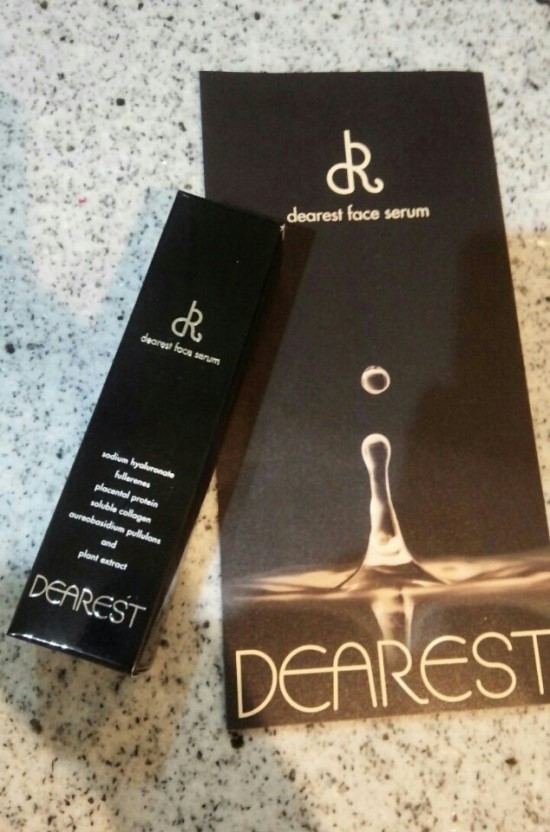 dR
dearest face serum
sodium hyaluronate
fullerenes
placental protein
soluble collagen
aureobasidium pullulans
and
plant extract
DEAREST
dR
dearest face serum
DEAREST